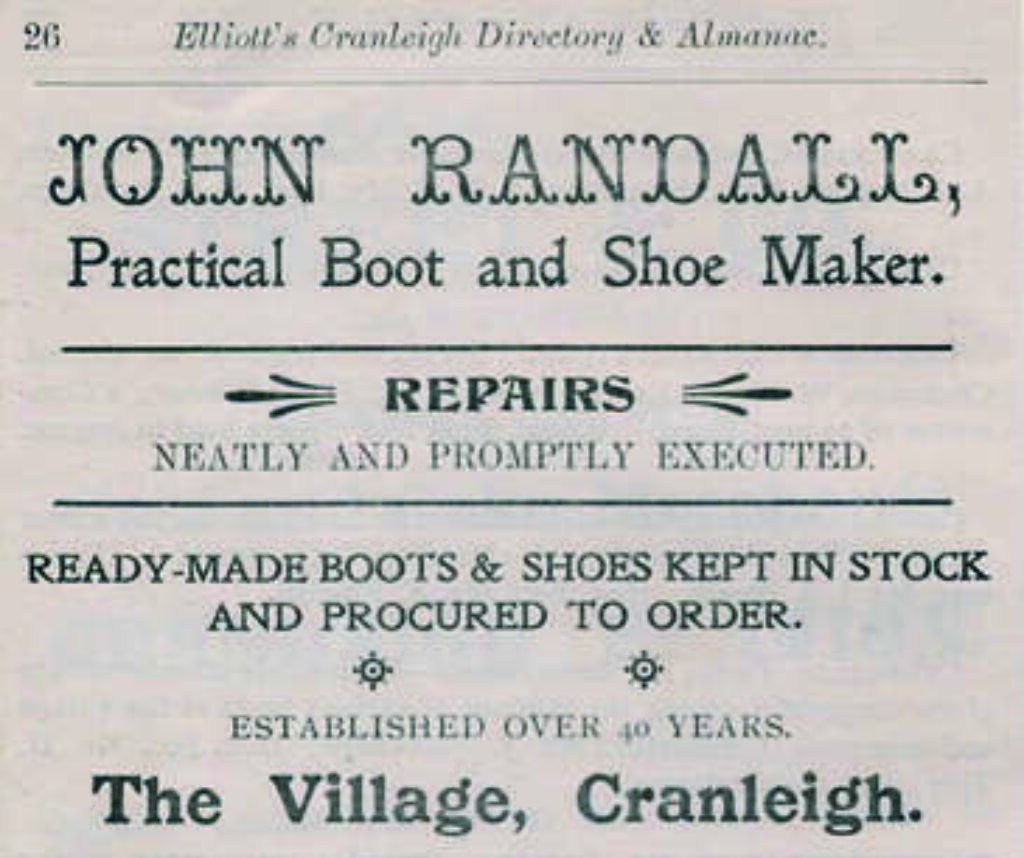 26 Elliott's Cranleigh Directory & Almanac.
JOHN RANDALL,
Practical Boot and Shoe Maker.
REPAIRS
NEATLY AND PROMPTLY EXECUTED.
READY-MADE BOOTS & SHOES KEPT IN STOCK
AND PROCURED TO ORDER.
ESTABLISHED OVER 40 YEARS.
The Village, Cranleigh.